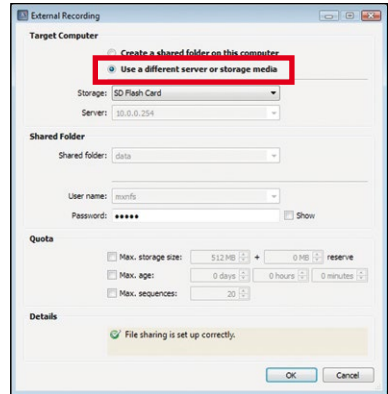 External Recording
Target Computer
Create a shared folder on this computer
Use a different server or storage media
Storage: SD Flash Card
Server: 10.0.0.254
Shared Folder
Shared folder: data
User name: mxnfs
Password: ••••• Show
Quota
Max. storage size: 512 MB + 0 MB reserve
Max. age: 0 days 0 hours 0 minutes
Max. sequences: 20
Details
File sharing is set up correctly.
OK Cancel